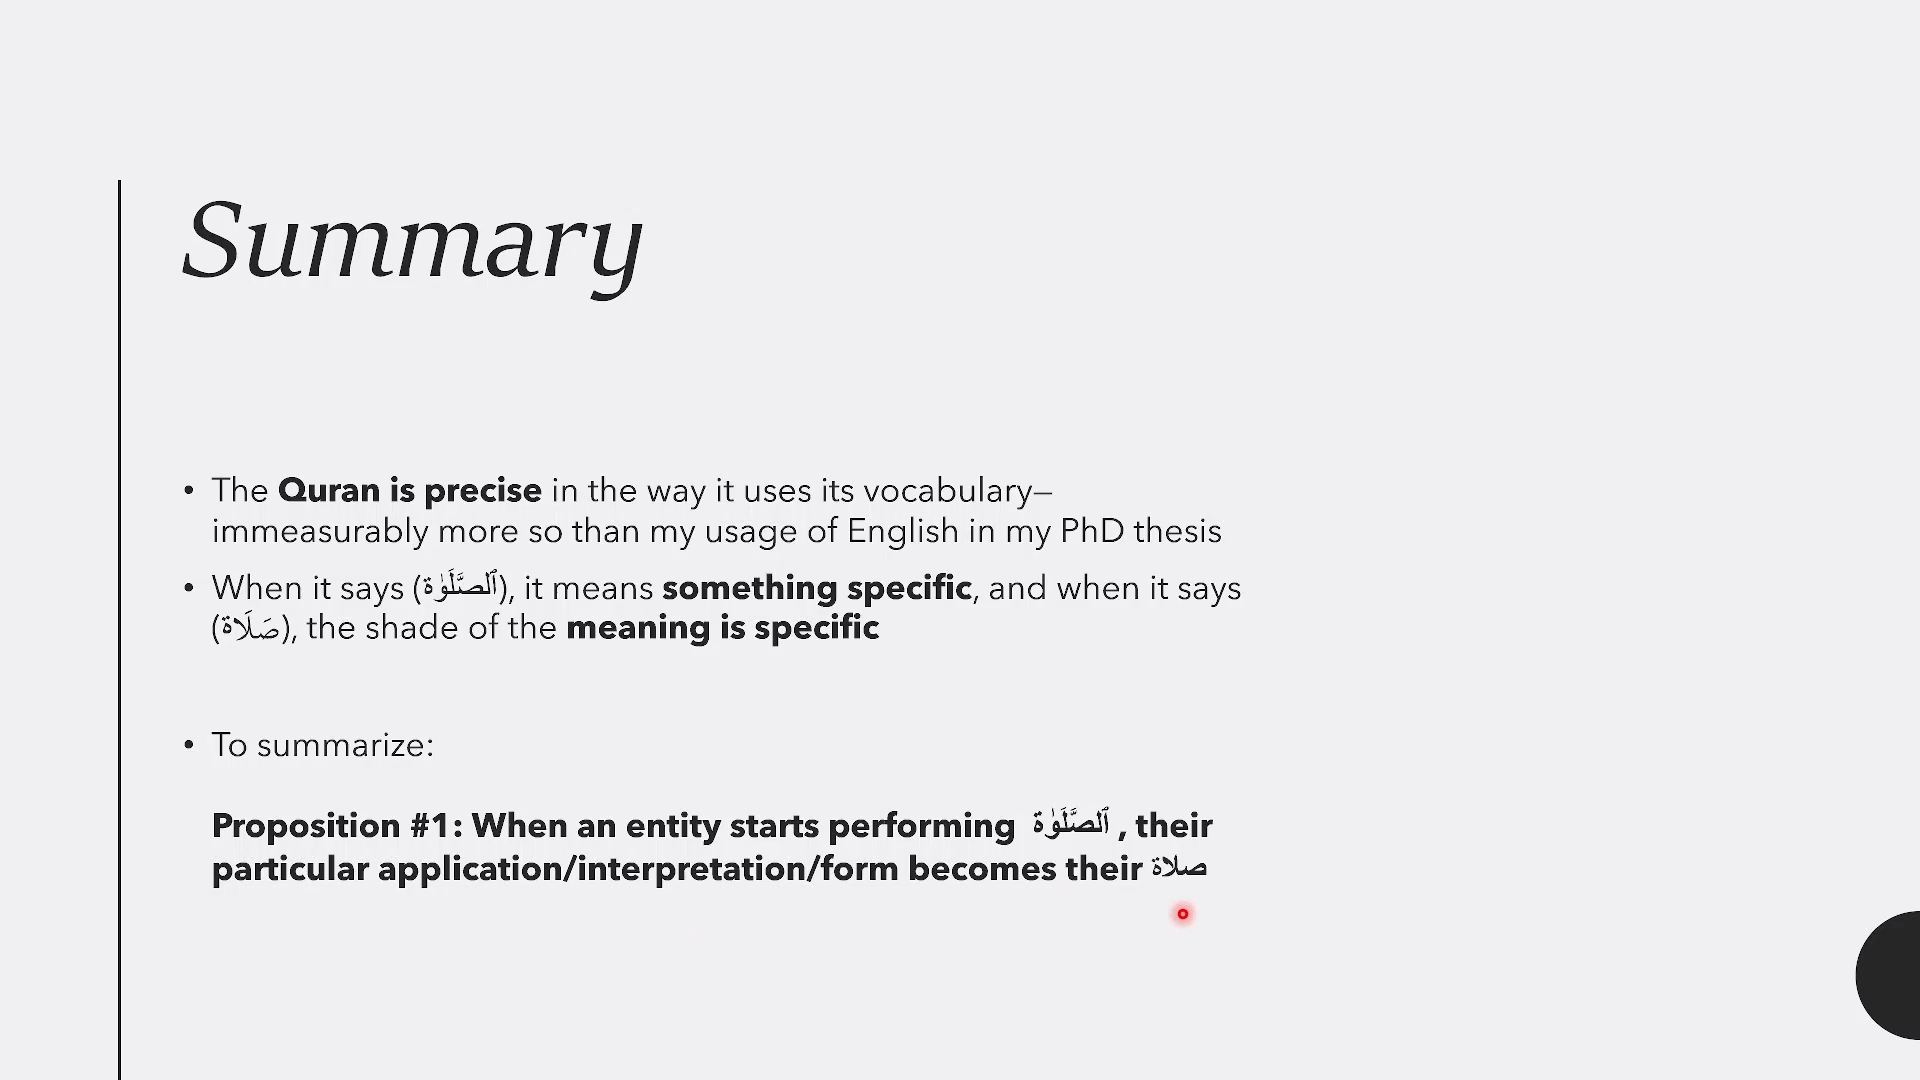 Summary
• The Quran is precise in the way it uses its vocabulary—
immeasurably more so than my usage of English in my PhD thesis
• When it says (ٱلصَّلَوٰة), it means something specific, and when it says
(صَلَاة), the shade of the meaning is specific
• To summarize:
Proposition #1: When an entity starts performing ٱلصَّلَوٰة , their
particular application/interpretation/form becomes their صلاة